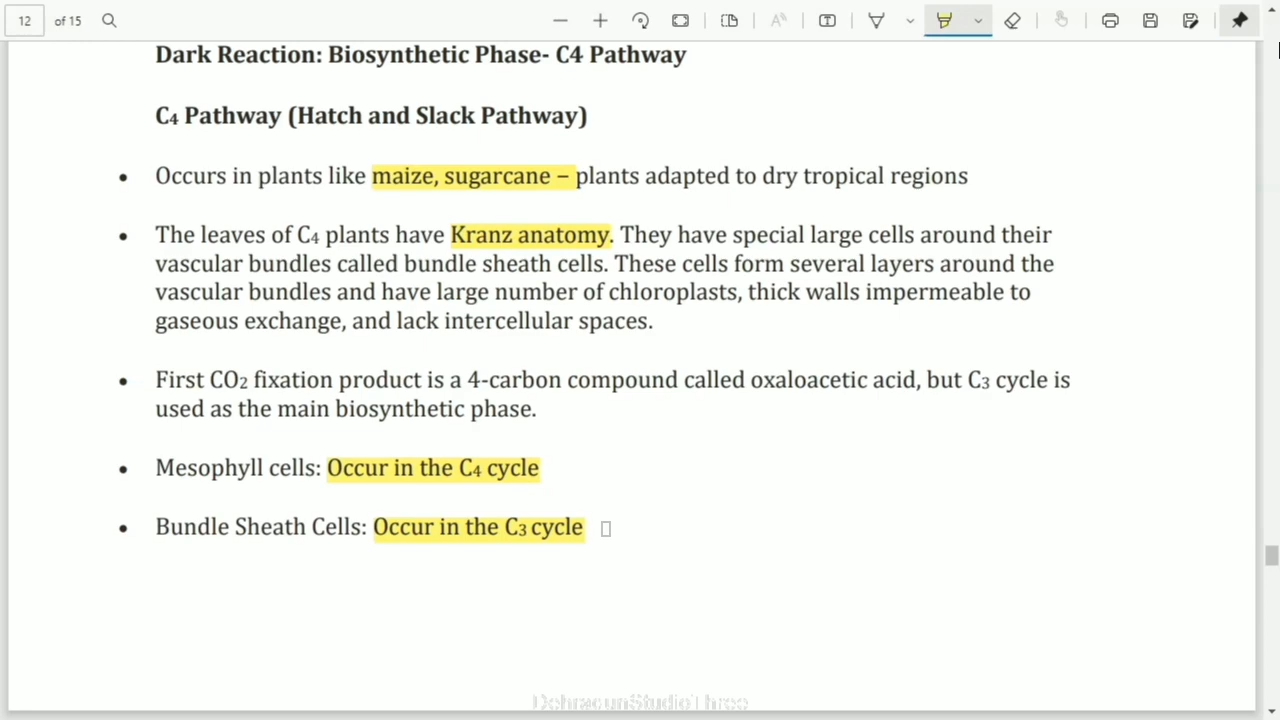 12 of 15
Dark Reaction: Biosynthetic Phase- C4 Pathway
C4 Pathway (Hatch and Slack Pathway)
• Occurs in plants like maize, sugarcane – plants adapted to dry tropical regions
• The leaves of C4 plants have Kranz anatomy. They have special large cells around their
vascular bundles called bundle sheath cells. These cells form several layers around the
vascular bundles and have large number of chloroplasts, thick walls impermeable to
gaseous exchange, and lack intercellular spaces.
• First CO2 fixation product is a 4-carbon compound called oxaloacetic acid, but C3 cycle is
used as the main biosynthetic phase.
• Mesophyll cells: Occur in the C4 cycle
• Bundle Sheath Cells: Occur in the C3 cycle
DehradunStudioThree